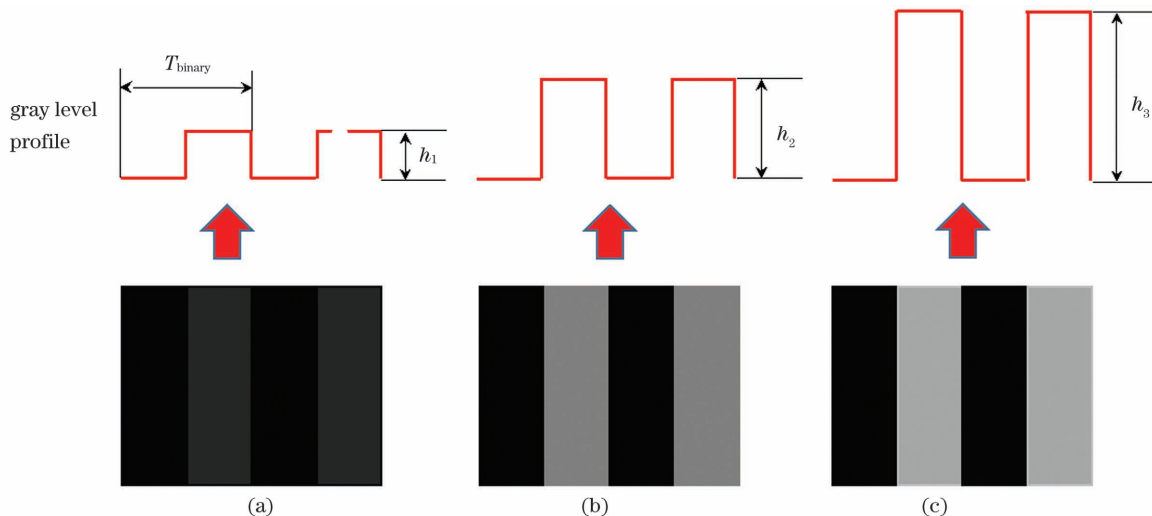 T_binary
gray level
profile
h_1
h_2
h_3
(a)
(b)
(c)